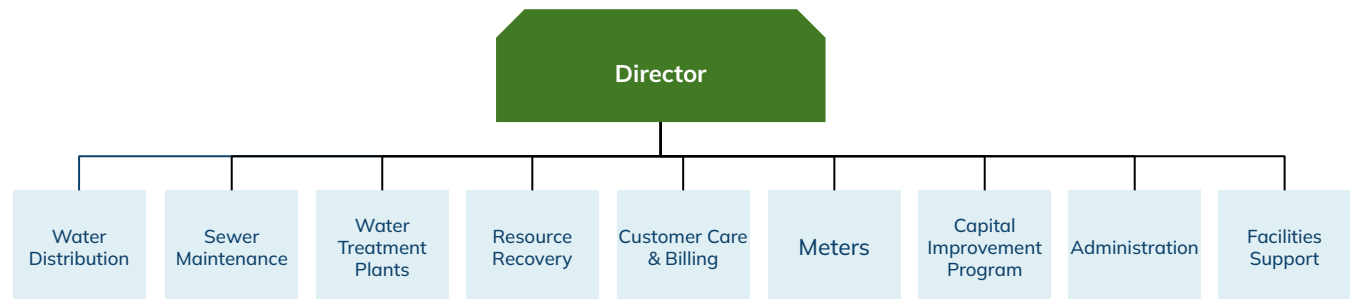 Director
Water
Distribution
Sewer
Maintenance
Water
Treatment
Plants
Resource
Recovery
Customer Care
& Billing
Meters
Capital
Improvement
Program
Administration
Facilities
Support